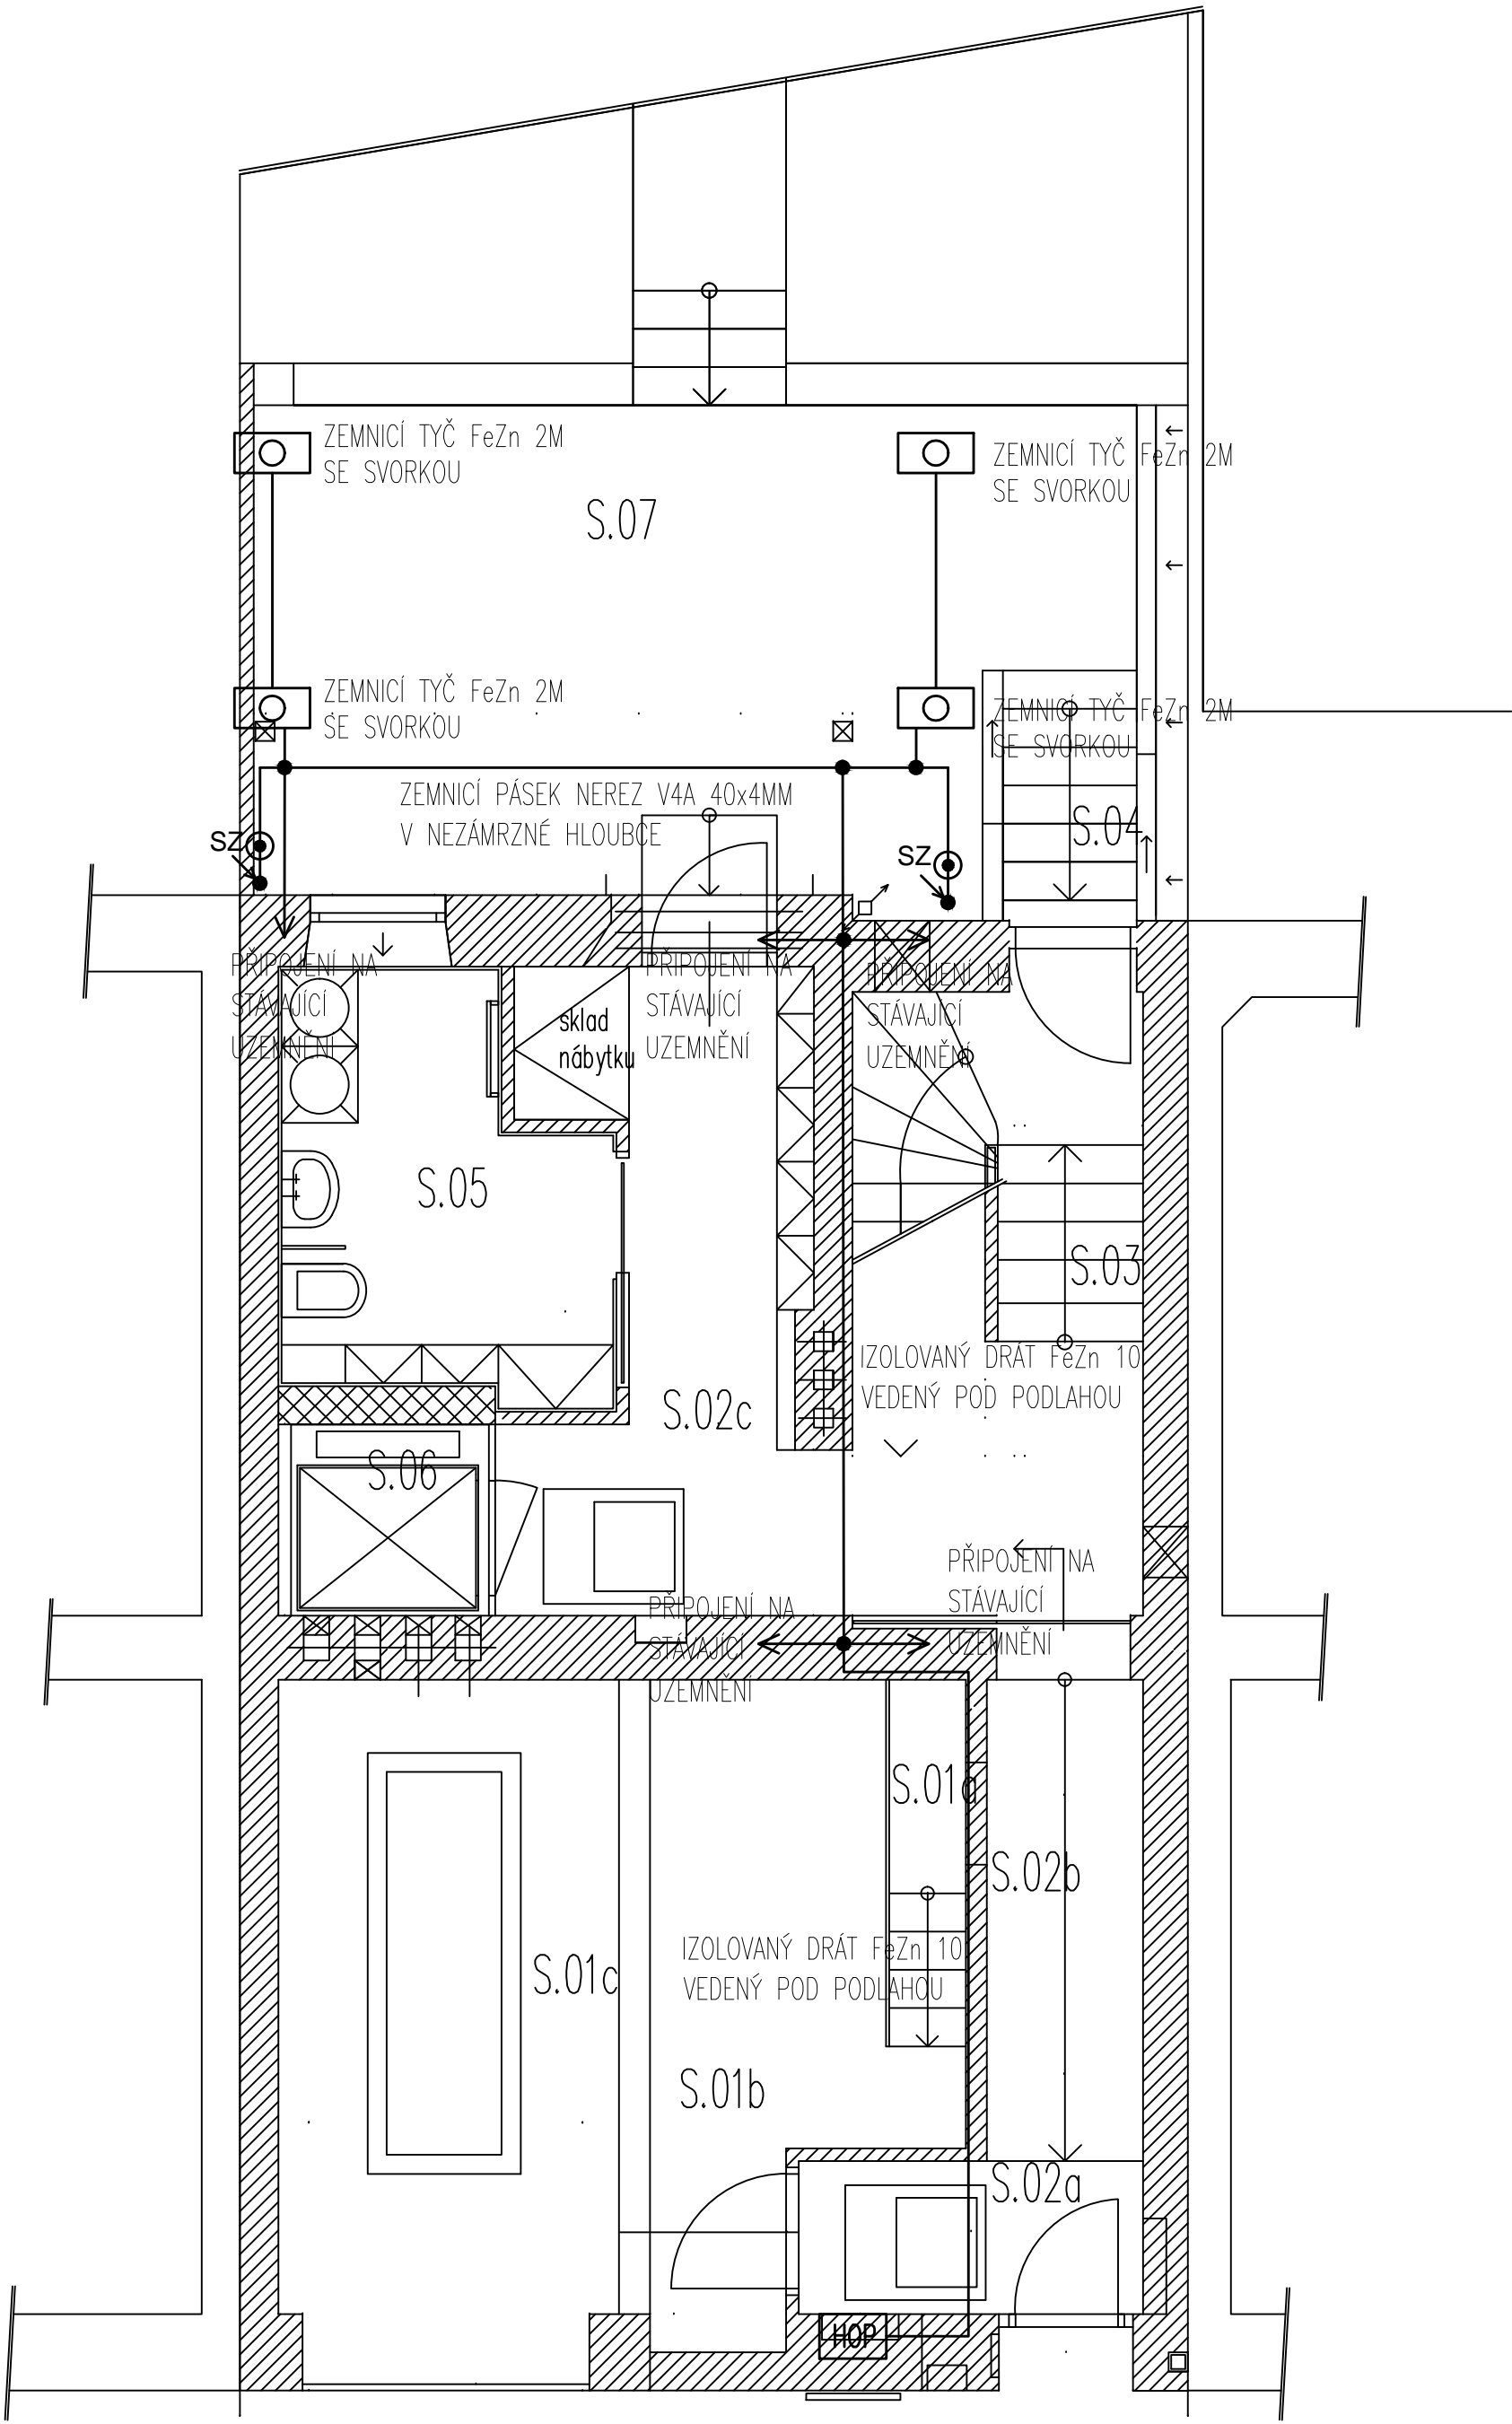 ZEMNICÍ TYČ FeZn 2M
SE SVORKOU
ZEMNICÍ TYČ FeZn 2M
SE SVORKOU
S.07
ZEMNICÍ TYČ FeZn 2M
SE SVORKOU
ZEMNICÍ TYČ FeZn 2M
SE SVORKOU
ZEMNICÍ PÁSEK NEREZ V4A 40x4MM
V NEZÁMRZNÉ HLOUBCE
S.04
SZ
SZ
PŘIPOJENÍ NA
STÁVAJÍCÍ
UZEMNĚNÍ
PŘIPOJENÍ NA
STÁVAJÍCÍ
UZEMNĚNÍ
PŘIPOJENÍ NA
STÁVAJÍCÍ
UZEMNĚNÍ
sklad
nábytku
S.05
S.03
IZOLOVANÝ DRÁT FeZn 10
VEDENÝ POD PODLAHOU
S.02c
S.06
PŘIPOJENÍ NA
STÁVAJÍCÍ
UZEMNĚNÍ
PŘIPOJENÍ NA
STÁVAJÍCÍ
UZEMNĚNÍ
S.01a
S.02b
IZOLOVANÝ DRÁT FeZn 10
VEDENÝ POD PODLAHOU
S.01c
S.01b
S.02a
HOP